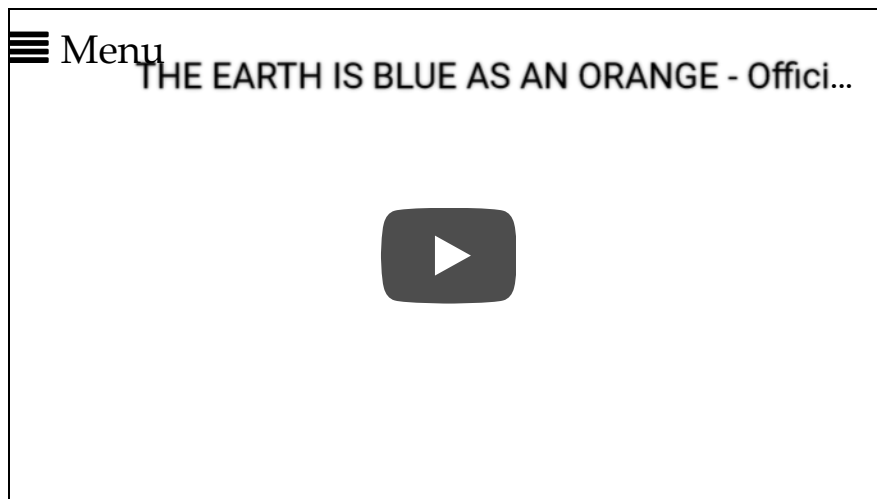 Menu
THE EARTH IS BLUE AS AN ORANGE - Offici...